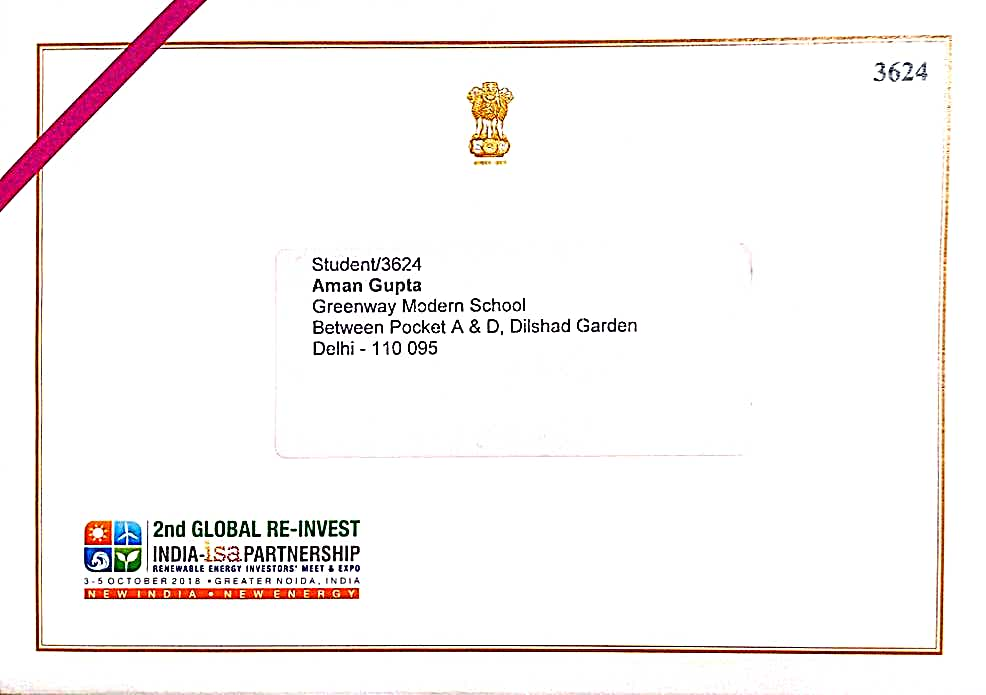 3624
Student/3624
Aman Gupta
Greenway Modern School
Between Pocket A & D, Dilshad Garden
Delhi - 110 095
2nd GLOBAL RE-INVEST
INDIA-isa PARTNERSHIP
RENEWABLE ENERGY INVESTORS' MEET & EXPO
3-5 OCTOBER 2018 • GREATER NOIDA, INDIA
NEW INDIA • NEW ENERGY